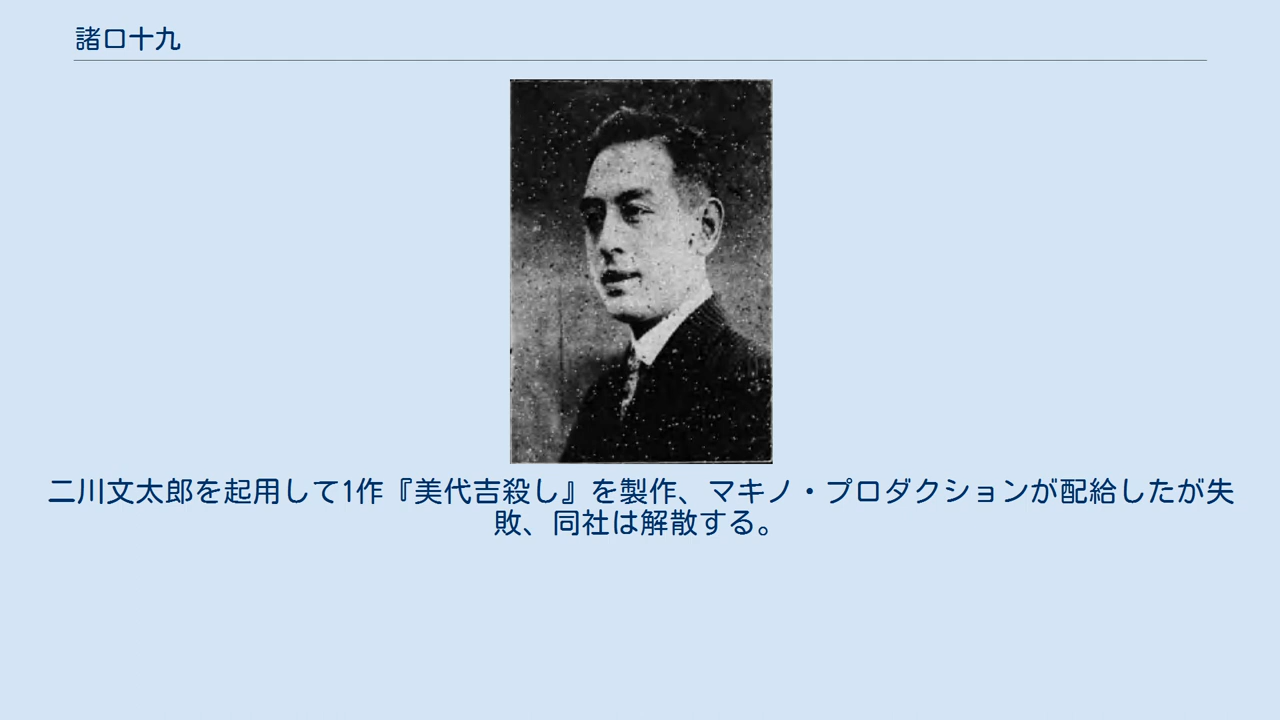 諸口十九
二川文太郎を起用して1作『美代吉殺し』を製作、マキノ・プロダクションが配給したが失
敗、同社は解散する。